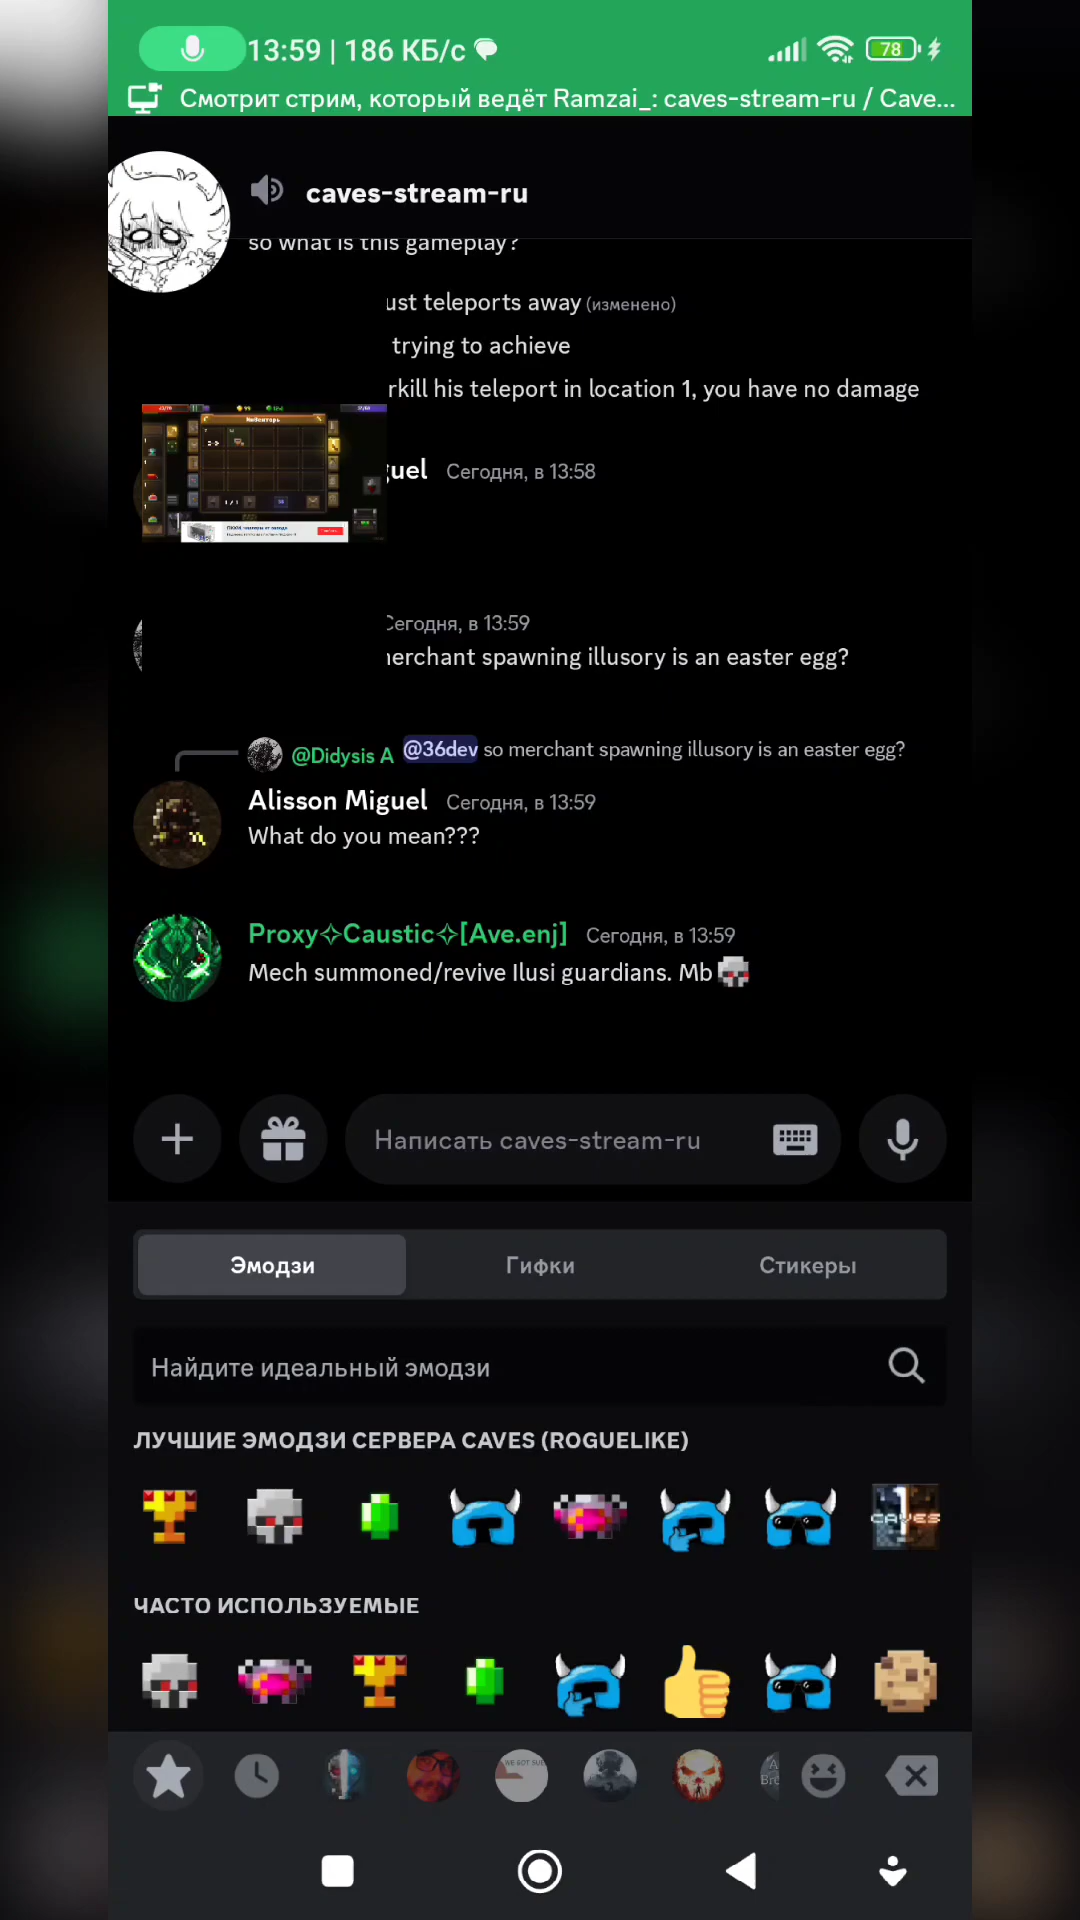 13:59 | 186 КБ/с
78
Смотрит стрим, который ведёт Ramzai_: caves-stream-ru / Cave...
caves-stream-ru
so what is this gameplay?
ust teleports away (изменено)
trying to achieve
rkill his teleport in location 1, you have no damage
Инвентарь
guel Сегодня, в 13:58
Сегодня, в 13:59
merchant spawning illusory is an easter egg?
@Didysis A @36dev so merchant spawning illusory is an easter egg?
Alisson Miguel Сегодня, в 13:59
What do you mean???
Proxy✧Caustic✧[Ave.enj] Сегодня, в 13:59
Mech summoned/revive Ilusi guardians. Mb
Написать caves-stream-ru
Эмодзи Гифки Стикеры
Найдите идеальный эмодзи
ЛУЧШИЕ ЭМОДЗИ СЕРВЕРА CAVES (ROGUELIKE)
CAVES
ЧАСТО ИСПОЛЬЗУЕМЫЕ